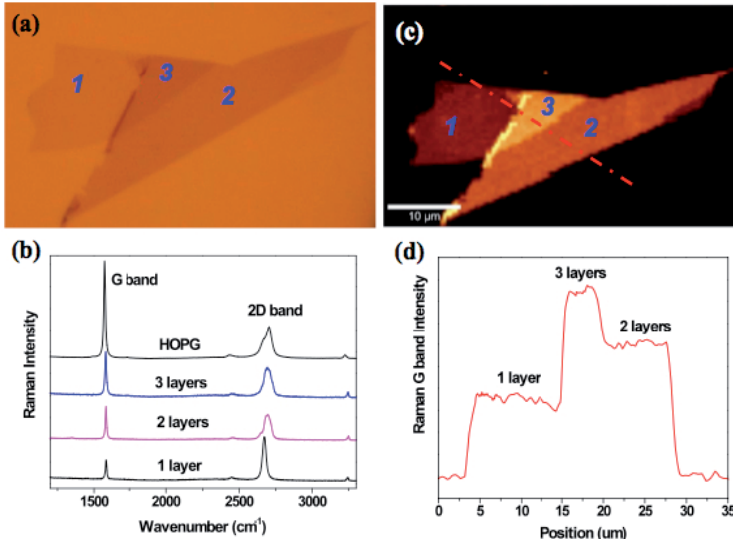 (a)
1
3
2
(c)
1
3
2
10 µm
(b)
G band
2D band
HOPG
3 layers
2 layers
1 layer
Raman Intensity
1500 2000 2500 3000
Wavenumber (cm⁻¹)
(d)
3 layers
2 layers
1 layer
Raman G band Intensity
0 5 10 15 20 25 30 35
Position (um)